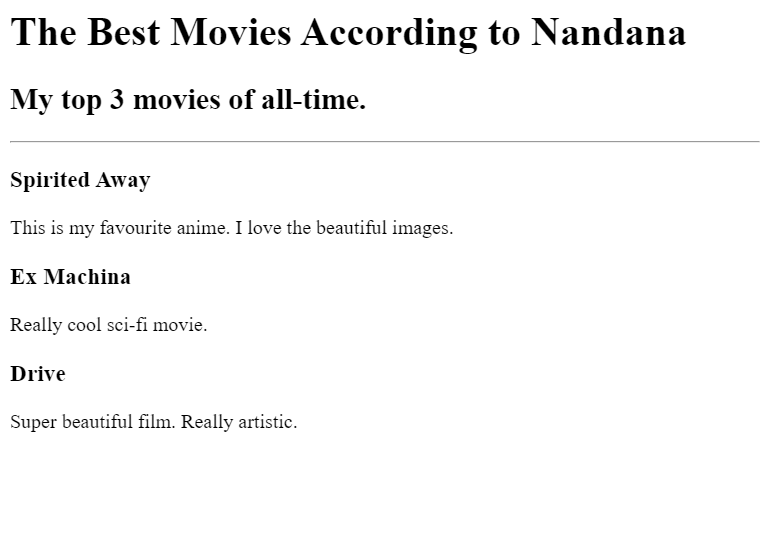 The Best Movies According to Nandana
My top 3 movies of all-time.
Spirited Away
This is my favourite anime. I love the beautiful images.
Ex Machina
Really cool sci-fi movie.
Drive
Super beautiful film. Really artistic.